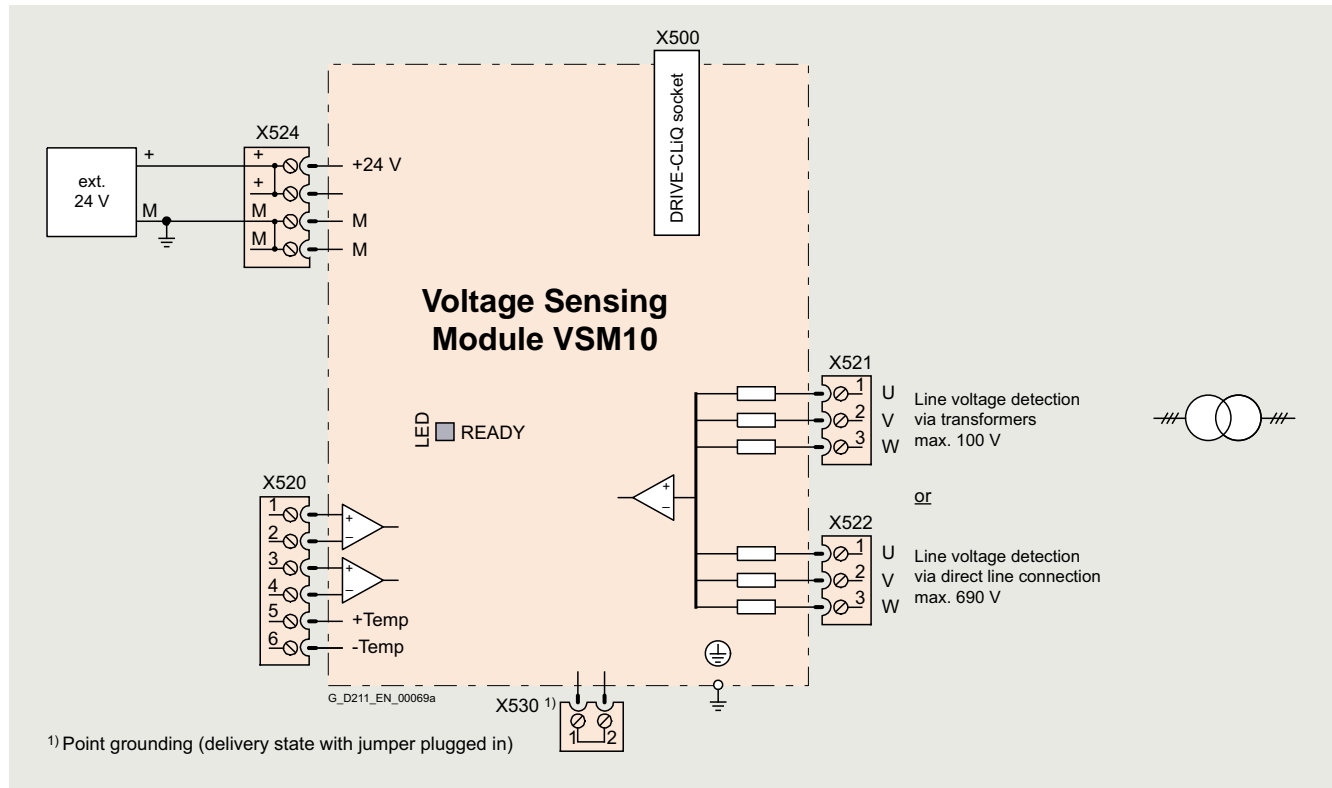 X500
DRIVE-CLiQ socket
X524
ext.
24 V
+
M
+
+
M
M
+24 V
M
M
Voltage Sensing
Module VSM10
LED
READY
X521
1
2
3
U
V
W
Line voltage detection
via transformers
max. 100 V
or
X522
1
2
3
U
V
W
Line voltage detection
via direct line connection
max. 690 V
+
–
X520
1
2
3
4
5
6
+
–
+
–
+Temp
-Temp
G_D211_EN_00069a
X530 1)
1 2
1) Point grounding (delivery state with jumper plugged in)